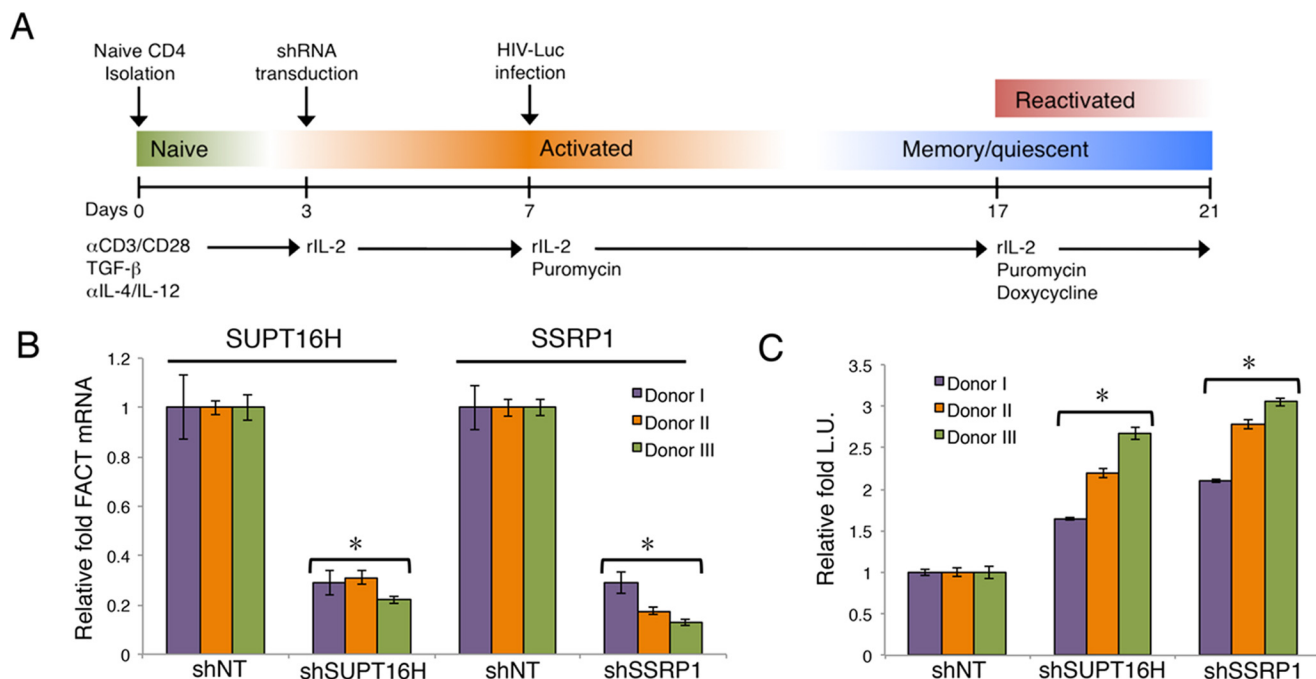 A
Naive CD4
Isolation
shRNA
transduction
HIV-Luc
infection
Reactivated
Naive
Activated
Memory/quiescent
Days 0
3
7
17
21
αCD3/CD28
TGF-β
αIL-4/IL-12
rIL-2
rIL-2
Puromycin
rIL-2
Puromycin
Doxycycline
B
SUPT16H
SSRP1
Relative fold FACT mRNA
1.2
1
0.8
0.6
0.4
0.2
0
Donor I
Donor II
Donor III
*
*
shNT
shSUPT16H
shNT
shSSRP1
C
Relative fold L.U.
3.5
3
2.5
2
1.5
1
0.5
0
Donor I
Donor II
Donor III
*
*
shNT
shSUPT16H
shSSRP1